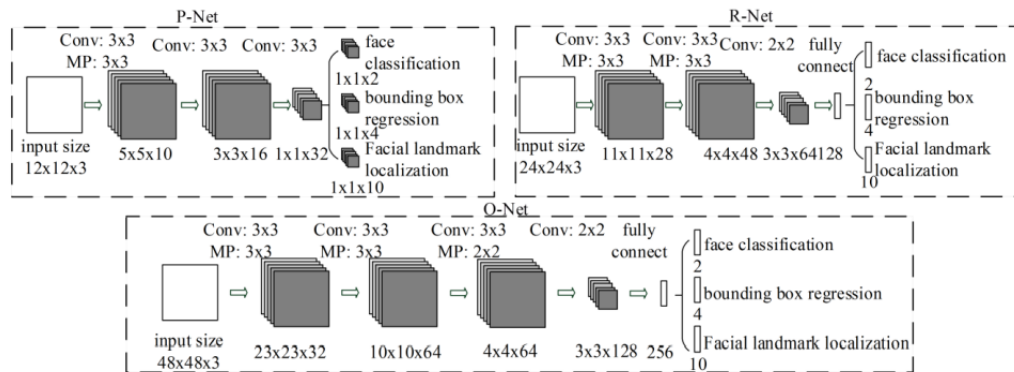 P-Net
Conv: 3x3 Conv: 3x3 Conv: 3x3
MP: 3x3
face
classification
1x1x2
bounding box
regression
1x1x4
Facial landmark
localization
1x1x10
input size
12x12x3
5x5x10 3x3x16 1x1x32
R-Net
Conv: 3x3 Conv: 3x3 Conv: 2x2 fully
MP: 3x3 MP: 3x3 connect
face classification
2
bounding box
regression
4
Facial landmark
localization
10
input size
24x24x3
11x11x28 4x4x48 3x3x64 128
O-Net
Conv: 3x3 Conv: 3x3 Conv: 3x3 Conv: 2x2 fully
MP: 3x3 MP: 3x3 MP: 2x2 connect
face classification
2
bounding box regression
4
Facial landmark localization
10
input size
48x48x3
23x23x32 10x10x64 4x4x64 3x3x128 256